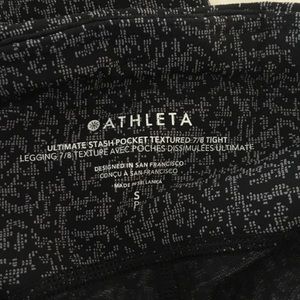 ATHLETA
ULTIMATE STASH POCKET TEXTURED 7/8 TIGHT
LEGGING 7/8 TEXTURE AVEC POCHES DISSIMULEES ULTIMATE
DESIGNED IN SAN FRANCISCO
CONÇU A SAN FRANCISCO
MADE IN SRI LANKA
S
P